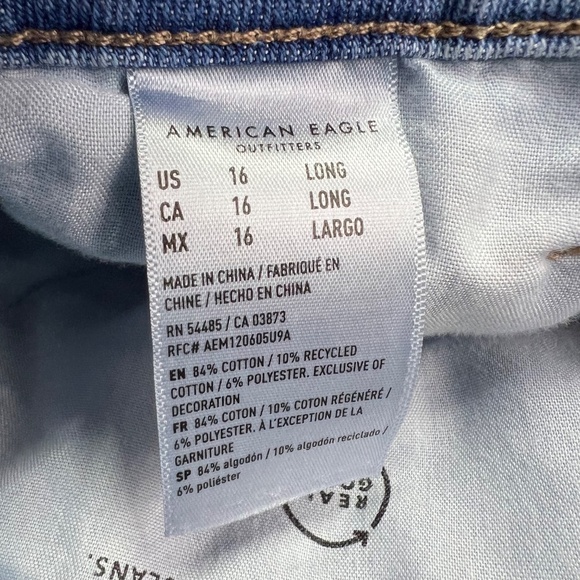 AMERICAN EAGLE
OUTFITTERS
US 16 LONG
CA 16 LONG
MX 16 LARGO
MADE IN CHINA / FABRIQUÉ EN
CHINE / HECHO EN CHINA
RN 54485 / CA 03873
RFC# AEM120605U9A
EN 84% COTTON / 10% RECYCLED
COTTON / 6% POLYESTER. EXCLUSIVE OF
DECORATION
FR 84% COTON / 10% COTON RÉGÉNÉRÉ /
6% POLYESTER. À L'EXCEPTION DE LA
GARNITURE
SP 84% algodón / 10% algodón reciclado /
6% poliéster
REAL